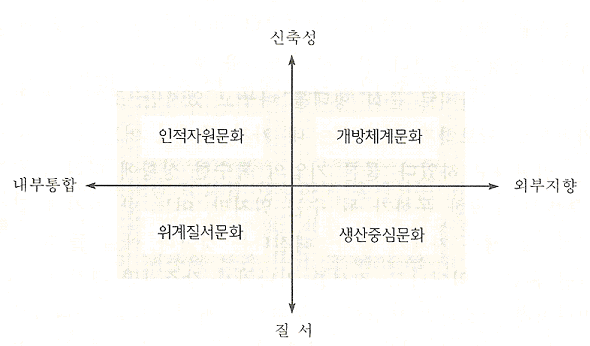 신축성
인적자원문화 개방체계문화
내부통합 외부지향
위계질서문화 생산중심문화
질 서